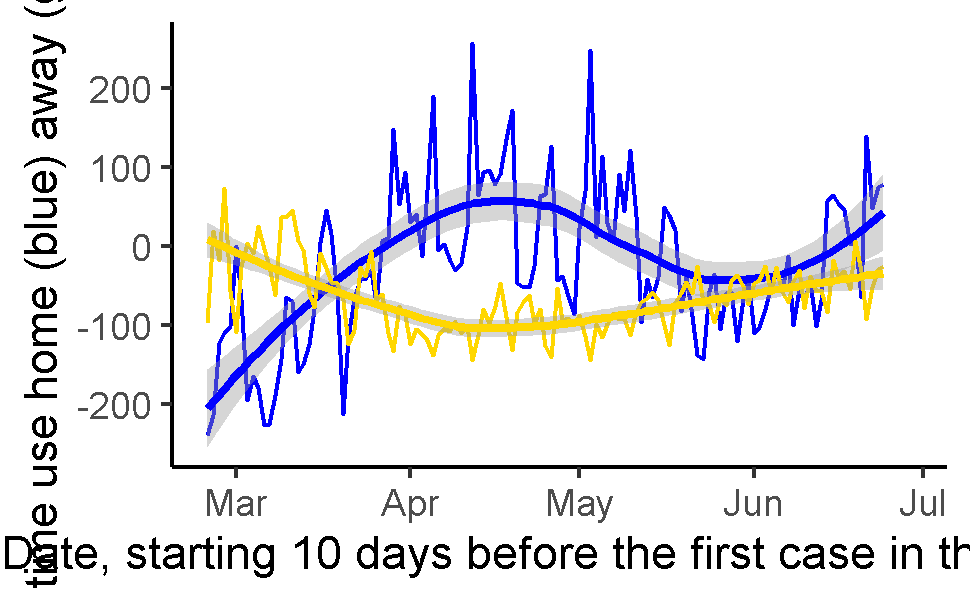 time use home (blue) away (
200
100
0
-100
-200
Mar Apr May Jun Jul
Date, starting 10 days before the first case in th